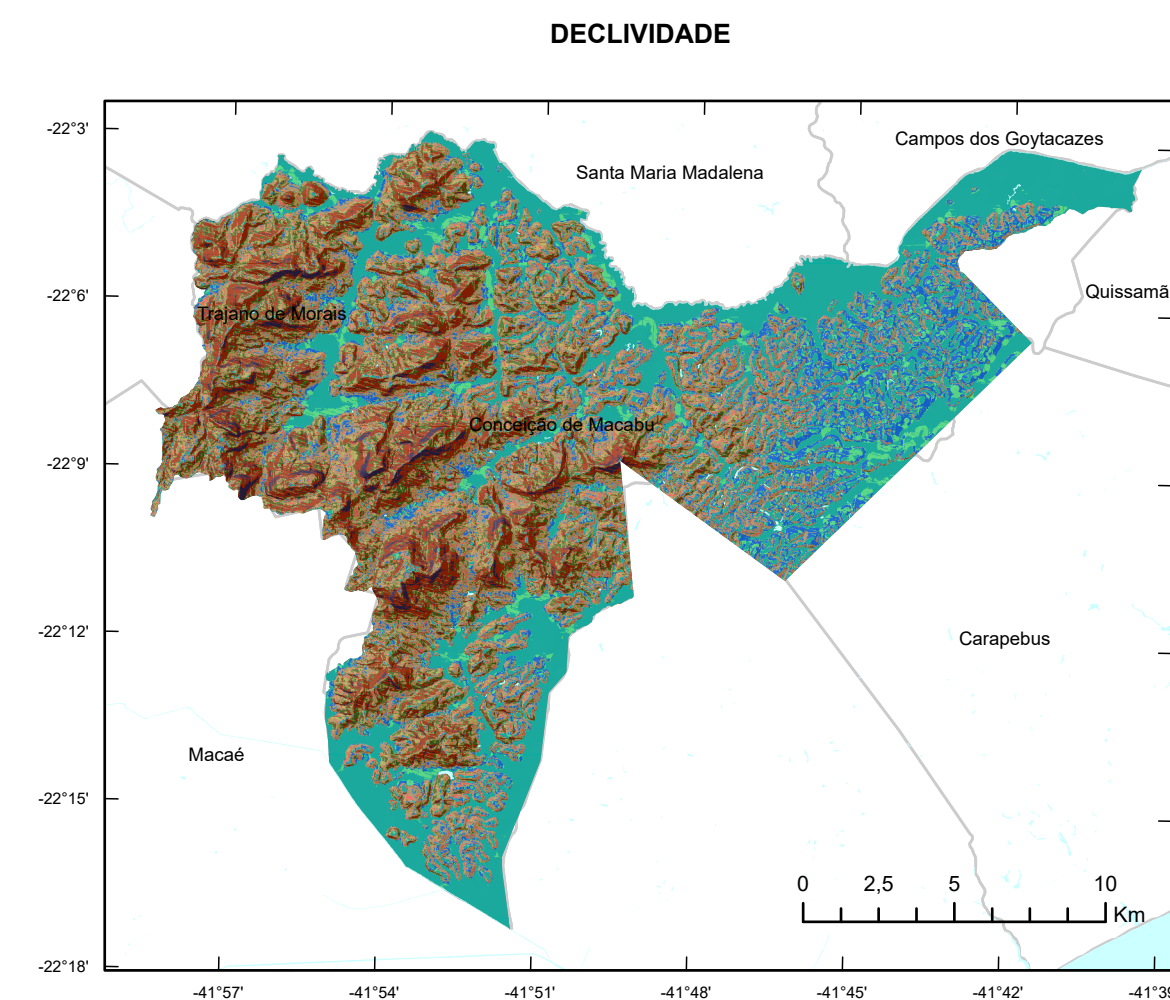 DECLIVIDADE
-22°3'
Campos dos Goytacazes
Santa Maria Madalena
-22°6'
Quissamã
Trajano de Morais
Conceição de Macabu
-22°9'
-22°12'
Carapebus
Macaé
-22°15'
0 2,5 5 10
Km
-22°18'
-41°57' -41°54' -41°51' -41°48' -41°45' -41°42' -41°39